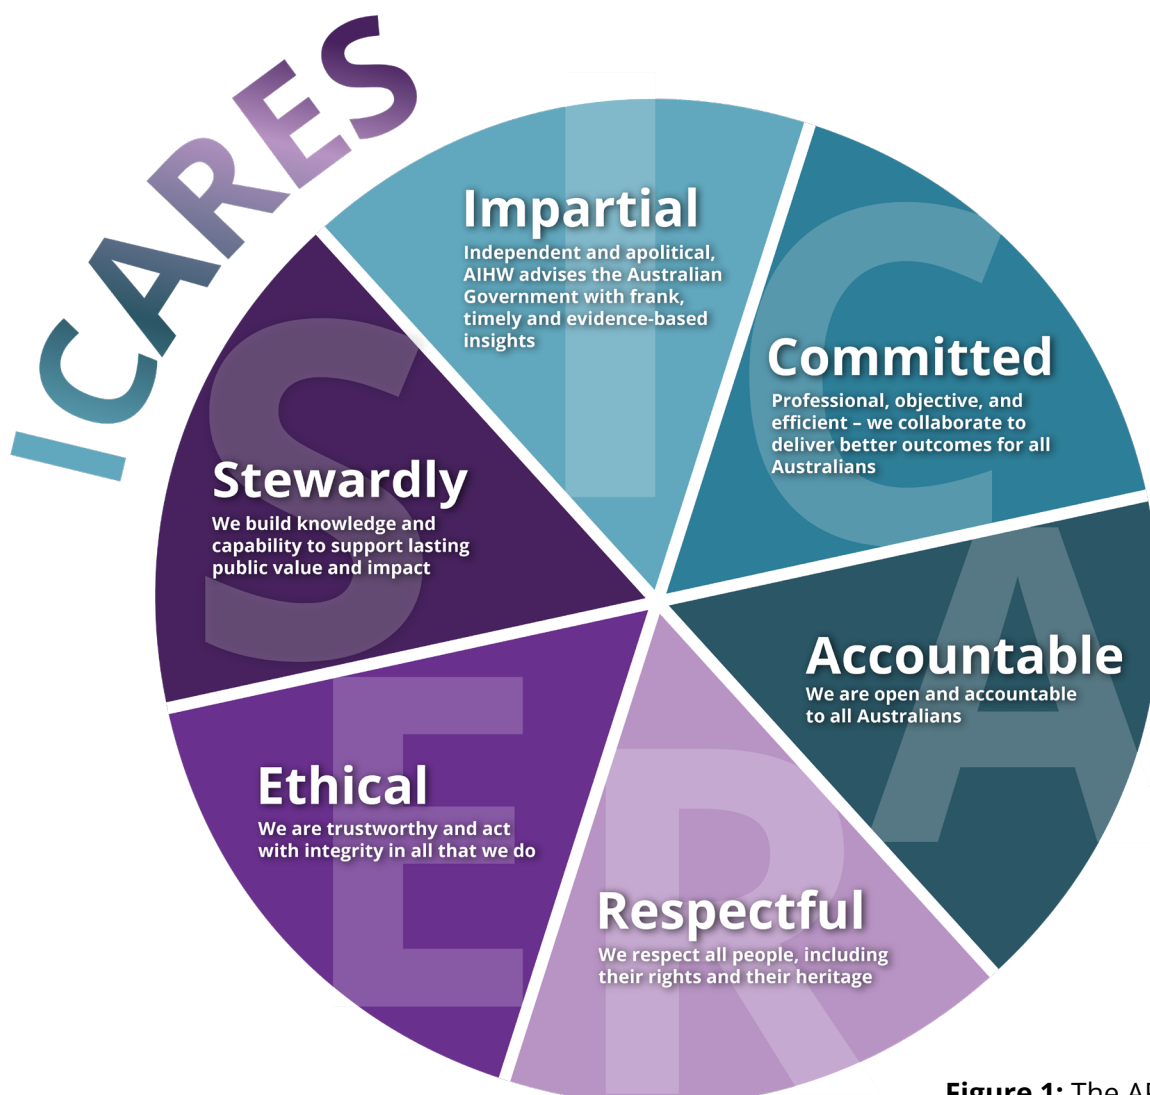 ICARES
I
Impartial
Independent and apolitical,
AIHW advises the Australian
Government with frank,
timely and evidence-based
insights
C
Committed
Professional, objective, and
efficient – we collaborate to
deliver better outcomes for all
Australians
A
Accountable
We are open and accountable
to all Australians
R
Respectful
We respect all people, including
their rights and their heritage
E
Ethical
We are trustworthy and act
with integrity in all that we do
S
Stewardly
We build knowledge and
capability to support lasting
public value and impact
Figure 1: The